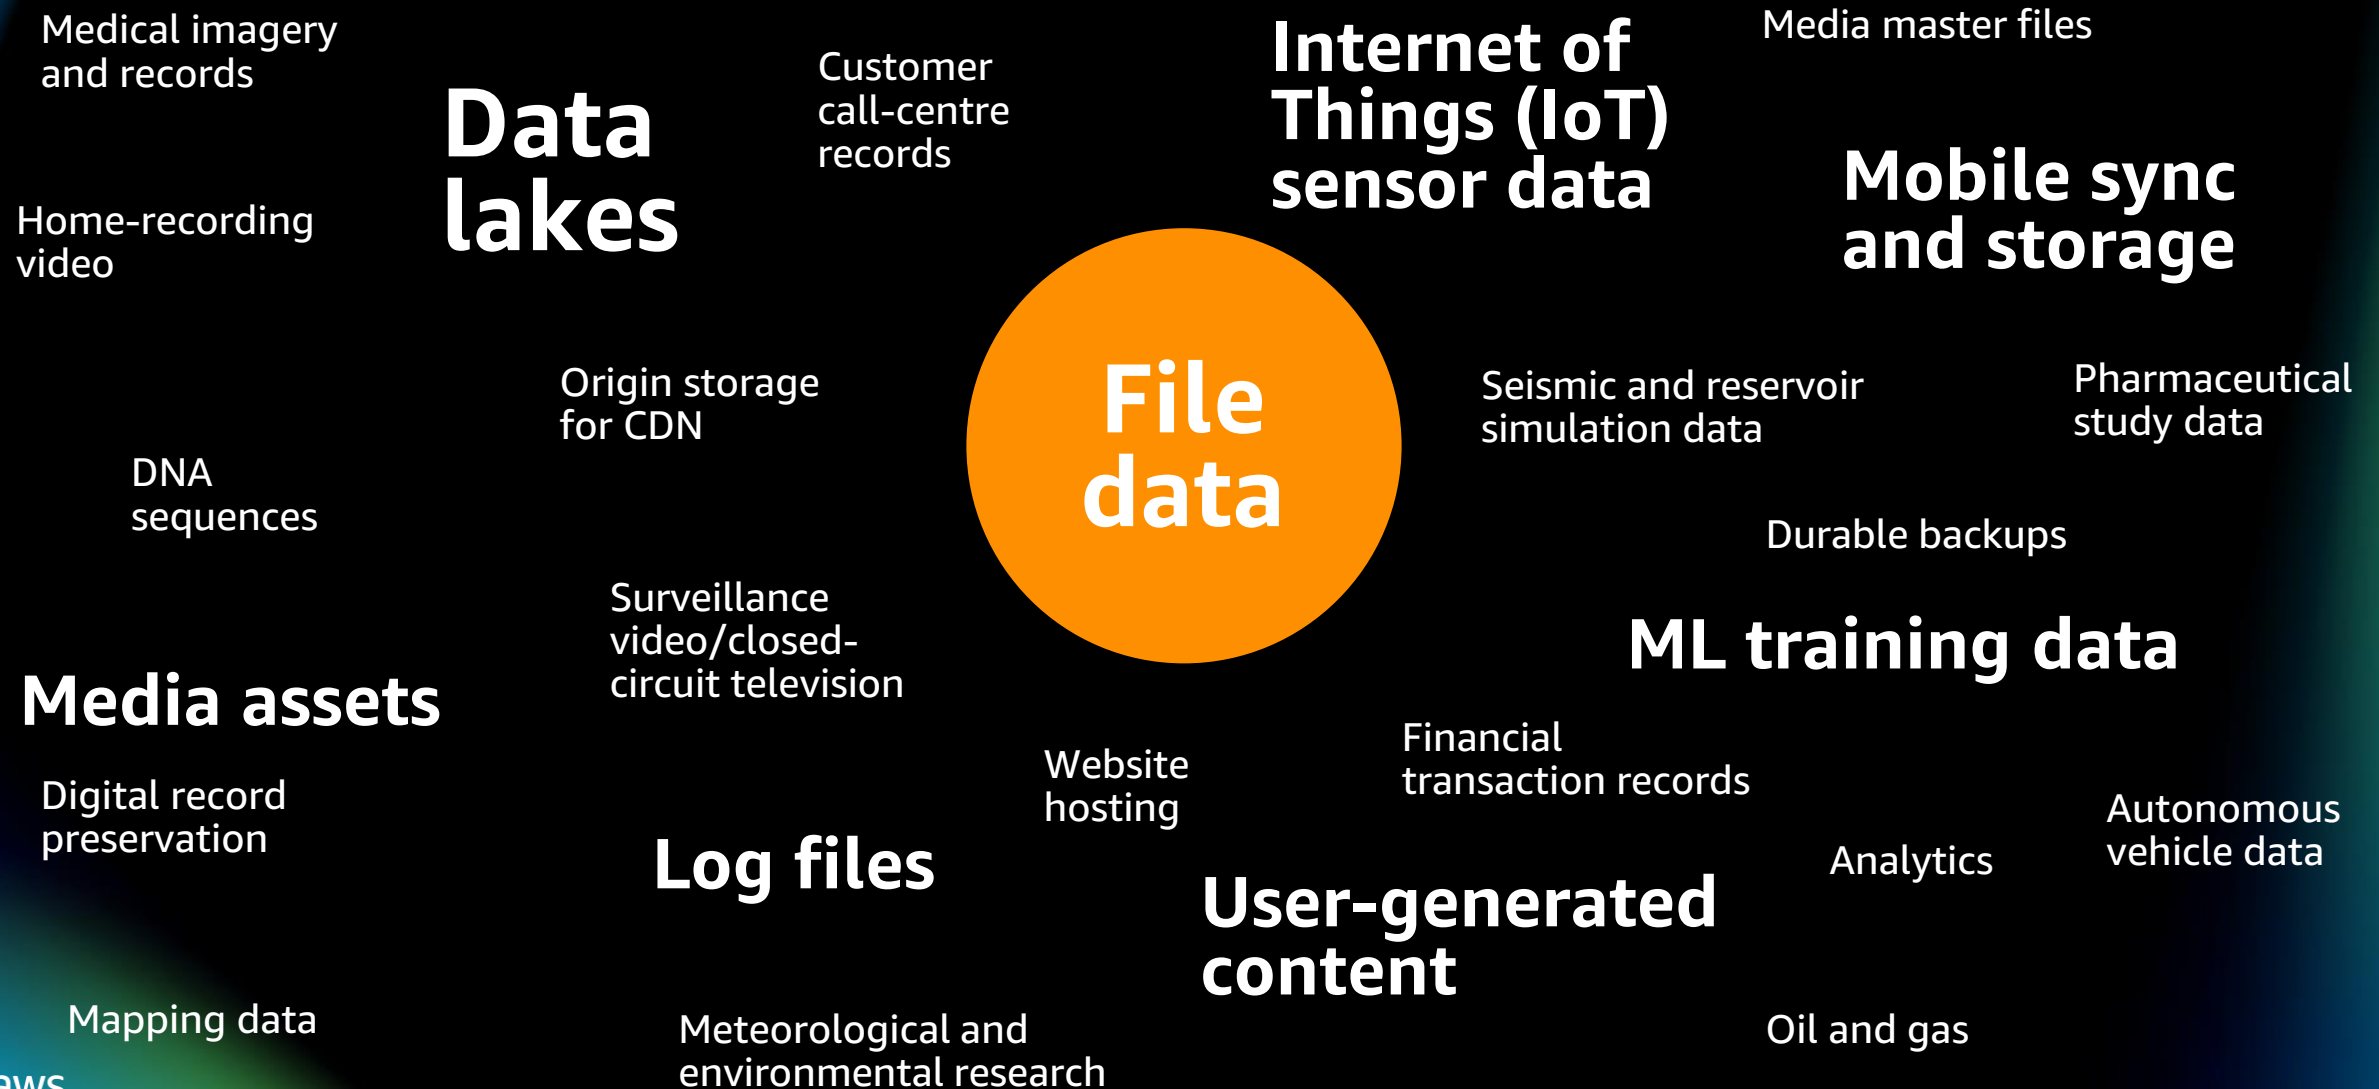 Medical imagery
and records
Data
lakes
Customer
call-centre
records
Internet of
Things (IoT)
sensor data
Media master files
Mobile sync
and storage
Home-recording
video
Origin storage
for CDN
File
data
Seismic and reservoir
simulation data
Pharmaceutical
study data
DNA
sequences
Durable backups
Surveillance
video/closed-
circuit television
ML training data
Media assets
Website
hosting
Financial
transaction records
Digital record
preservation
Log files
User-generated
content
Analytics
Autonomous
vehicle data
Mapping data
Meteorological and
environmental research
Oil and gas
aws